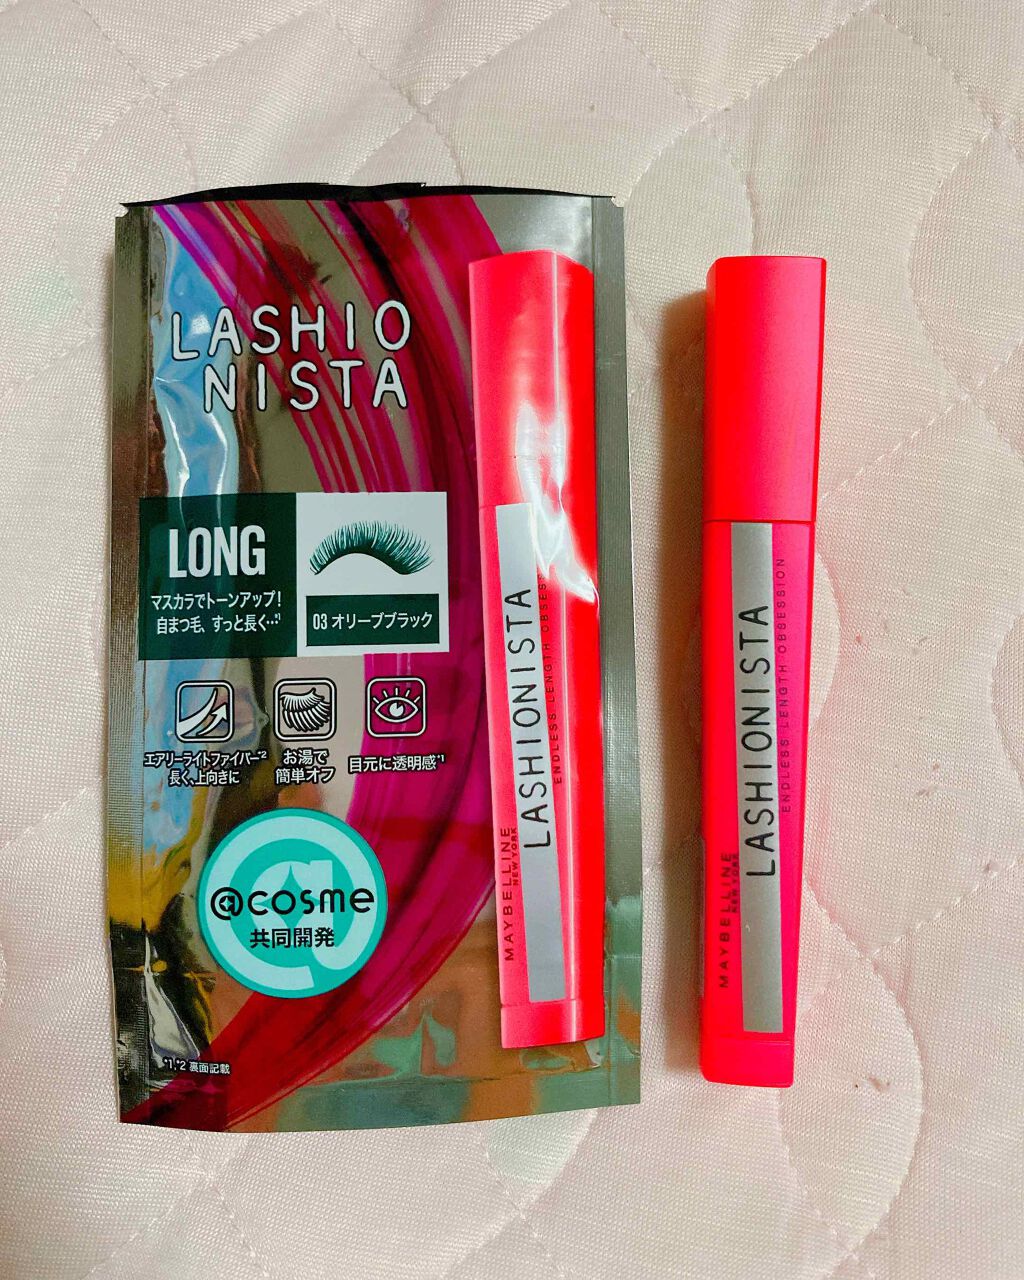 LASHIO
NISTA
LONG
マスカラでトーンアップ!
自まつ毛、すっと長く…*1
03 オリーブブラック
エアリーライトファイバー*2
長く、上向きに
お湯で
簡単オフ
目元に透明感*1
@cosme
共同開発
*1,*2 裏面記載
LASHIONISTA
ENDLESS LENGTH OBSESS
MAYBELLINE
NEW YORK
LASHIONISTA
ENDLESS LENGTH OBSESSION
MAYBELLINE
NEW YORK